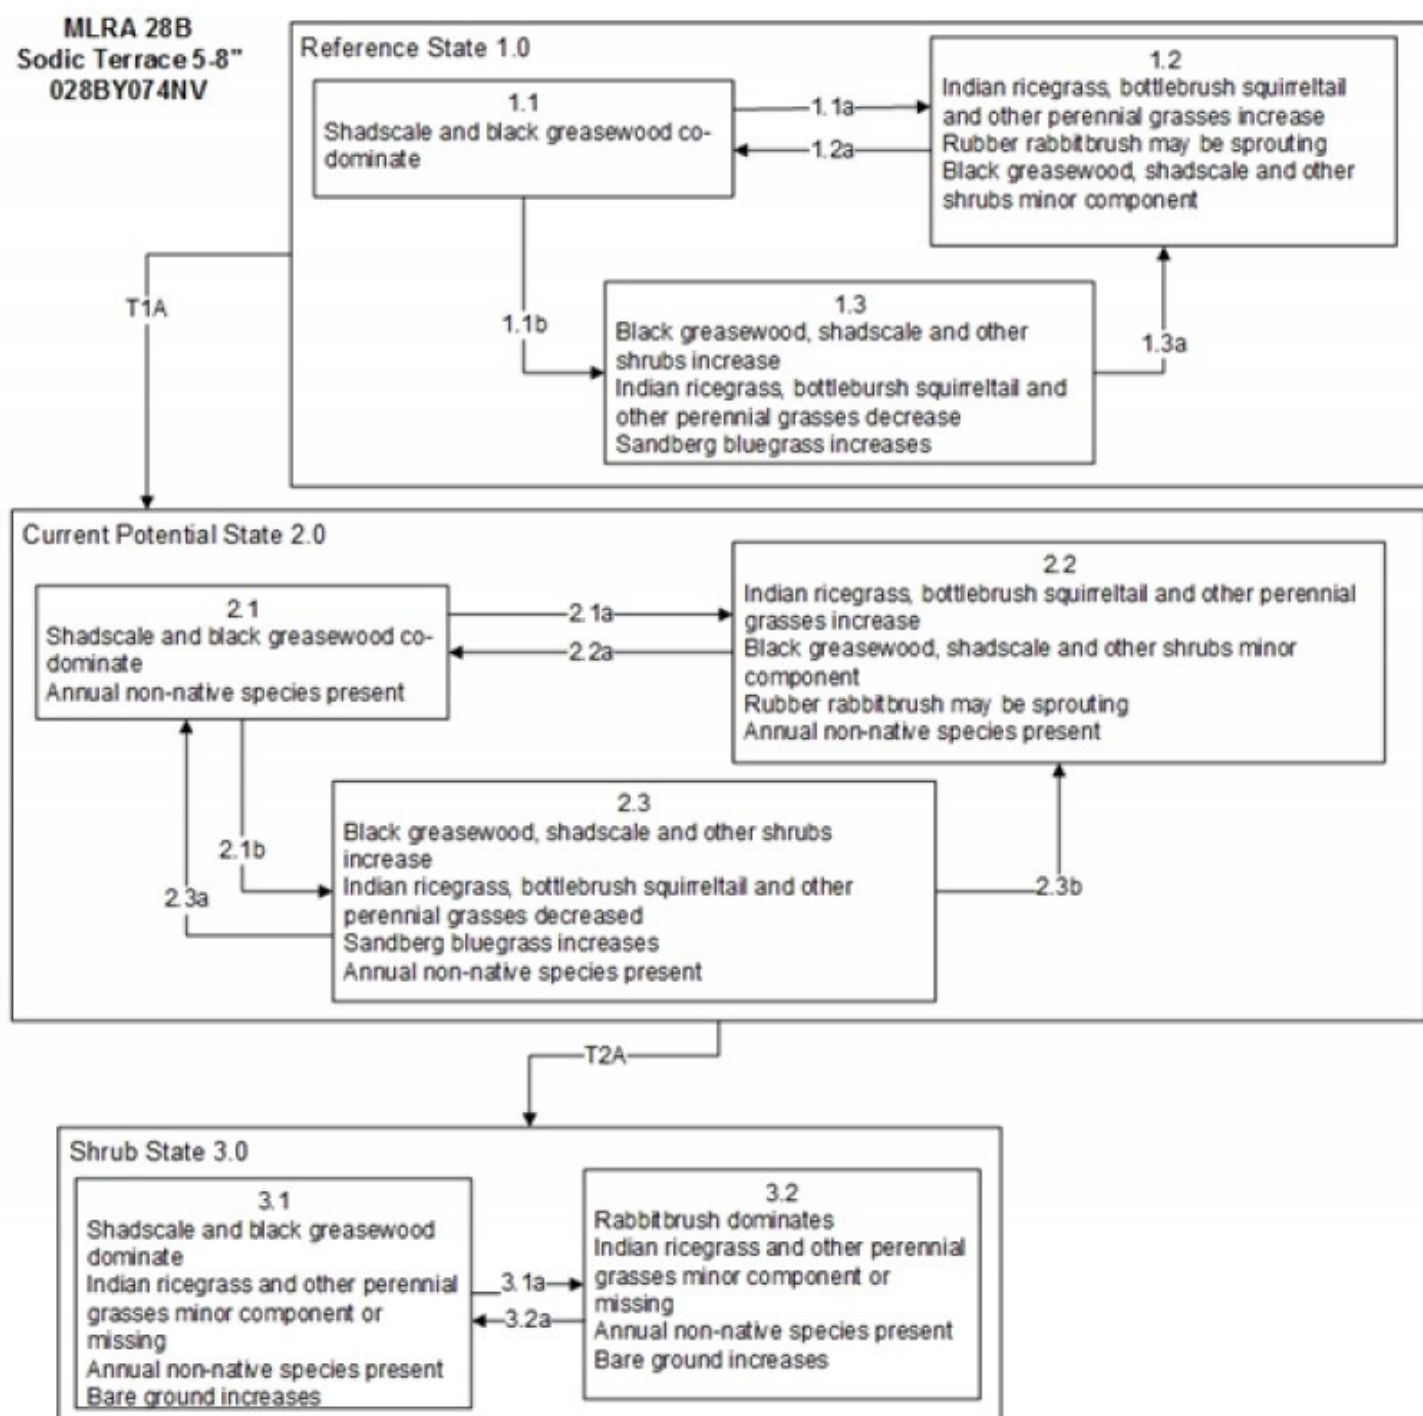 MLRA 28B
Sodic Terrace 5-8"
028BY074NV
Reference State 1.0
1.1
Shadscale and black greasewood co-
dominate
1.1a
1.2a
1.2
Indian ricegrass, bottlebrush squirreltail
and other perennial grasses increase
Rubber rabbitbrush may be sprouting
Black greasewood, shadscale and other
shrubs minor component
T1A
1.1b
1.3
Black greasewood, shadscale and other
shrubs increase
Indian ricegrass, bottlebursh squirreltail and
other perennial grasses decrease
Sandberg bluegrass increases
1.3a
Current Potential State 2.0
2.1
Shadscale and black greasewood co-
dominate
Annual non-native species present
2.1a
2.2a
2.2
Indian ricegrass, bottlebrush squirreltail and other perennial
grasses increase
Black greasewood, shadscale and other shrubs minor
component
Rubber rabbitbrush may be sprouting
Annual non-native species present
2.1b
2.3a
2.3
Black greasewood, shadscale and other shrubs
increase
Indian ricegrass, bottlebrush squirreltail and other
perennial grasses decreased
Sandberg bluegrass increases
Annual non-native species present
2.3b
T2A
Shrub State 3.0
3.1
Shadscale and black greasewood
dominate
Indian ricegrass and other perennial
grasses minor component or
missing
Annual non-native species present
Bare ground increases
3.1a
3.2a
3.2
Rabbitbrush dominates
Indian ricegrass and other perennial
grasses minor component or
missing
Annual non-native species present
Bare ground increases